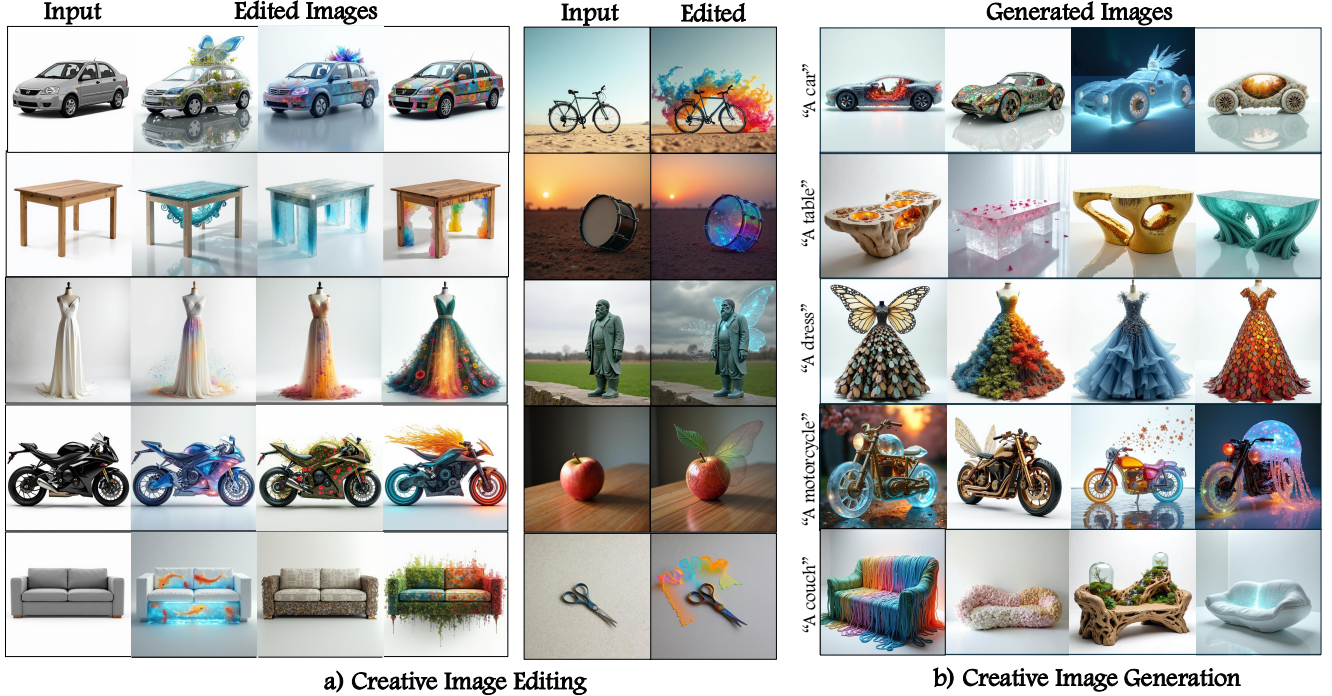 Input
Edited Images
Input
Edited
Generated Images
“A car”
“A table”
“A dress”
“A motorcycle”
“A couch”
a) Creative Image Editing
b) Creative Image Generation